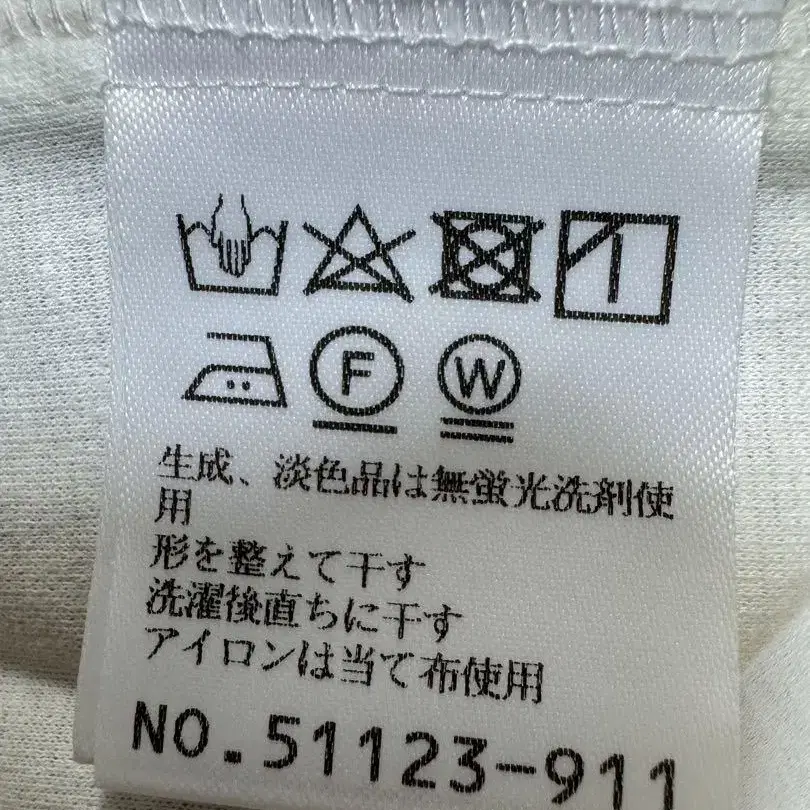 F W
生成、淡色品は無蛍光洗剤使
用
形を整えて干す
洗濯後直ちに干す
アイロンは当て布使用
NO.51123-911